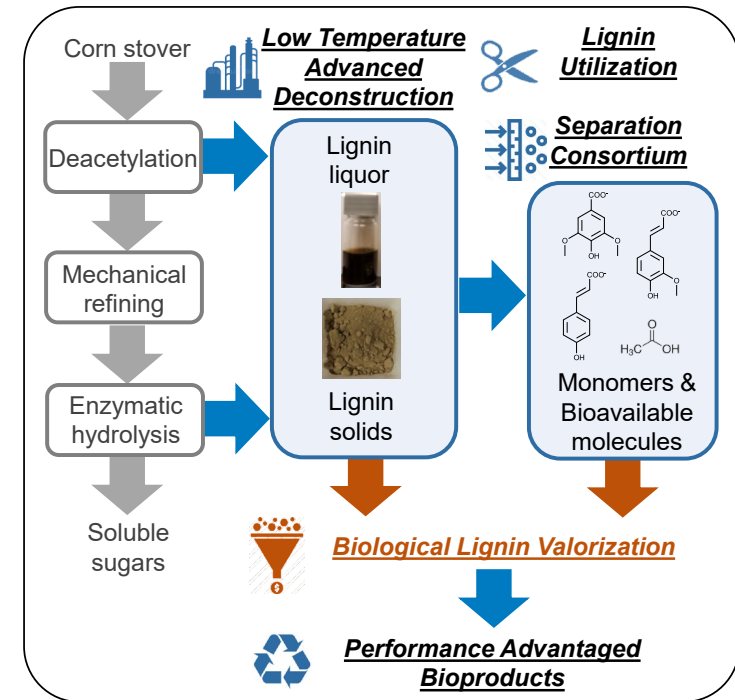 Corn stover
Deacetylation
Mechanical
refining
Enzymatic
hydrolysis
Soluble
sugars
Low Temperature
Advanced
Deconstruction
Lignin
Utilization
Separation
Consortium
Lignin
liquor
Lignin
solids
COO-
O
O
OH
COO-
OH
O
COO-
OH
O
H3C
OH
Monomers &
Bioavailable
molecules
$
Biological Lignin Valorization
Performance Advantaged
Bioproducts